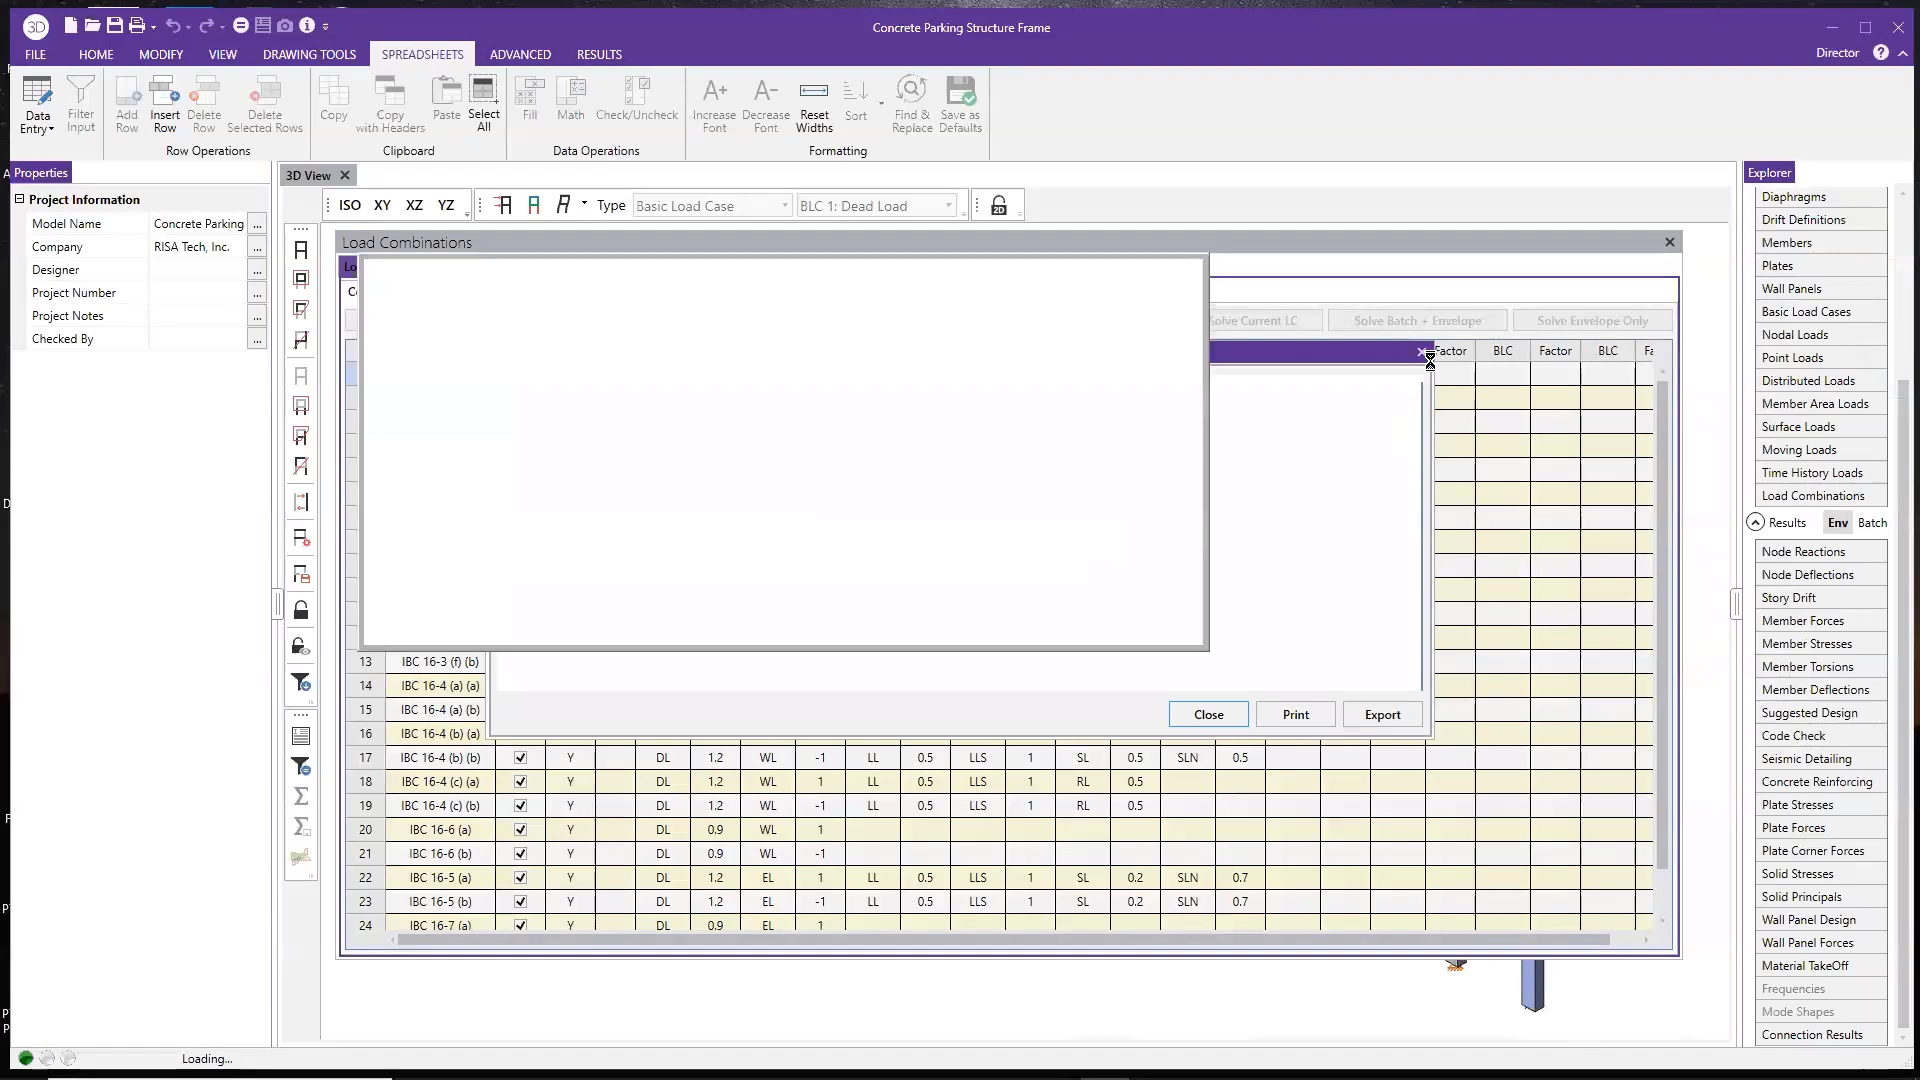 3D
Concrete Parking Structure Frame
FILE HOME MODIFY VIEW DRAWING TOOLS SPREADSHEETS ADVANCED RESULTS
Director ?
Data Entry Filter Input
Add Row Insert Row Delete Row Delete Selected Rows
Row Operations
Copy Copy with Headers Paste Select All
Clipboard
Fill Math Check/Uncheck
Data Operations
Increase Font Decrease Font Reset Widths Sort Find & Replace Save as Defaults
Formatting
Properties
Project Information
Model Name Concrete Parking ...
Company RISA Tech, Inc. ...
Designer ...
Project Number ...
Project Notes ...
Checked By ...
3D View
ISO XY XZ YZ Type Basic Load Case BLC 1: Dead Load 2D
Load Combinations
Solve Current LC Solve Batch + Envelope Solve Envelope Only
Factor BLC Factor BLC Fa
13 IBC 16-3 (f) (b)
14 IBC 16-4 (a) (a)
15 IBC 16-4 (a) (b)
16 IBC 16-4 (b) (a)
Close Print Export
17 IBC 16-4 (b) (b) Y DL 1.2 WL -1 LL 0.5 LLS 1 SL 0.5 SLN 0.5
18 IBC 16-4 (c) (a) Y DL 1.2 WL 1 LL 0.5 LLS 1 RL 0.5
19 IBC 16-4 (c) (b) Y DL 1.2 WL -1 LL 0.5 LLS 1 RL 0.5
20 IBC 16-6 (a) Y DL 0.9 WL 1
21 IBC 16-6 (b) Y DL 0.9 WL -1
22 IBC 16-5 (a) Y DL 1.2 EL 1 LL 0.5 LLS 1 SL 0.2 SLN 0.7
23 IBC 16-5 (b) Y DL 1.2 EL -1 LL 0.5 LLS 1 SL 0.2 SLN 0.7
24 IBC 16-7 (a) Y DL 0.9 EL 1
Explorer
Diaphragms
Drift Definitions
Members
Plates
Wall Panels
Basic Load Cases
Nodal Loads
Point Loads
Distributed Loads
Member Area Loads
Surface Loads
Moving Loads
Time History Loads
Load Combinations
Results Env Batch
Node Reactions
Node Deflections
Story Drift
Member Forces
Member Stresses
Member Torsions
Member Deflections
Suggested Design
Code Check
Seismic Detailing
Concrete Reinforcing
Plate Stresses
Plate Forces
Plate Corner Forces
Solid Stresses
Solid Principals
Wall Panel Design
Wall Panel Forces
Material TakeOff
Frequencies
Mode Shapes
Connection Results
Loading...